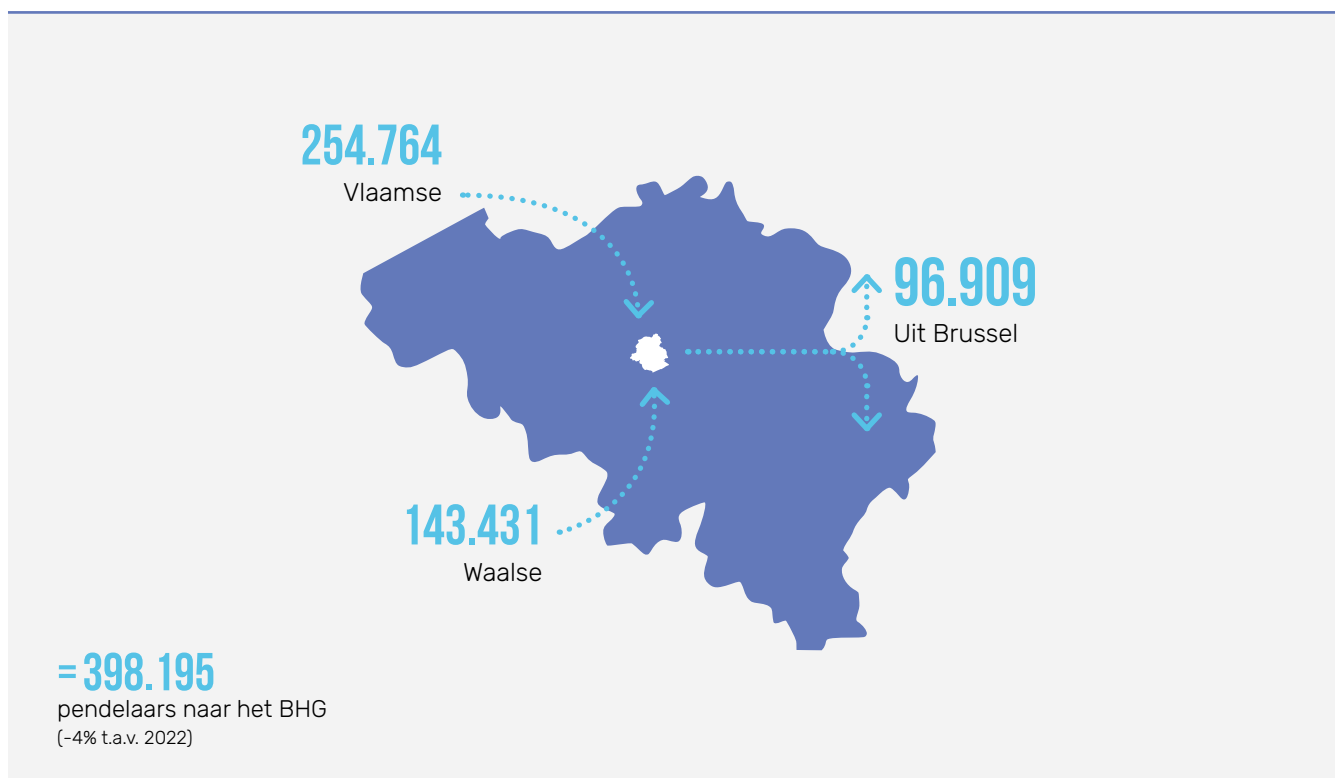 254.764
Vlaamse
96.909
Uit Brussel
143.431
Waalse
= 398.195
pendelaars naar het BHG
(-4% t.a.v. 2022)